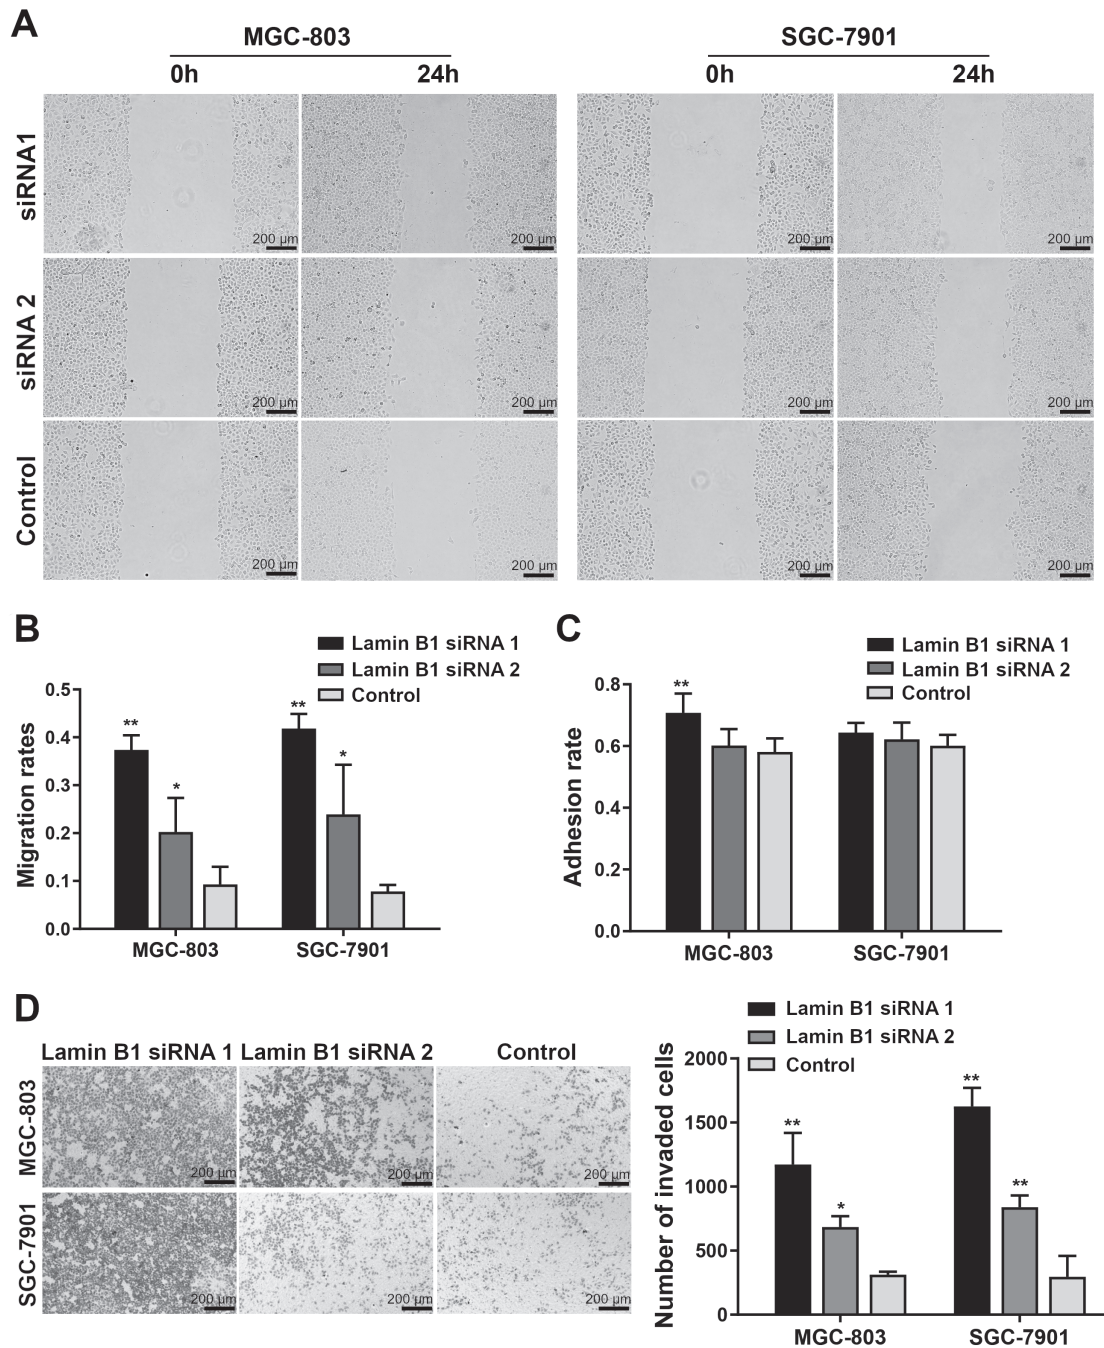 A
MGC-803
SGC-7901
0h
24h
0h
24h
siRNA1
200 µm
200 µm
200 µm
200 µm
siRNA 2
200 µm
200 µm
200 µm
200 µm
Control
200 µm
200 µm
200 µm
200 µm
B
Lamin B1 siRNA 1
Lamin B1 siRNA 2
Control
Migration rates
0.5
0.4
0.3
0.2
0.1
0.0
**
*
**
*
MGC-803
SGC-7901
C
Lamin B1 siRNA 1
Lamin B1 siRNA 2
Control
Adhesion rate
0.8
0.6
0.4
0.2
0.0
**
MGC-803
SGC-7901
D
Lamin B1 siRNA 1
Lamin B1 siRNA 2
Control
MGC-803
200 µm
200 µm
200 µm
SGC-7901
200 µm
200 µm
200 µm
Lamin B1 siRNA 1
Lamin B1 siRNA 2
Control
Number of invaded cells
2000
1500
1000
500
0
**
*
**
**
MGC-803
SGC-7901